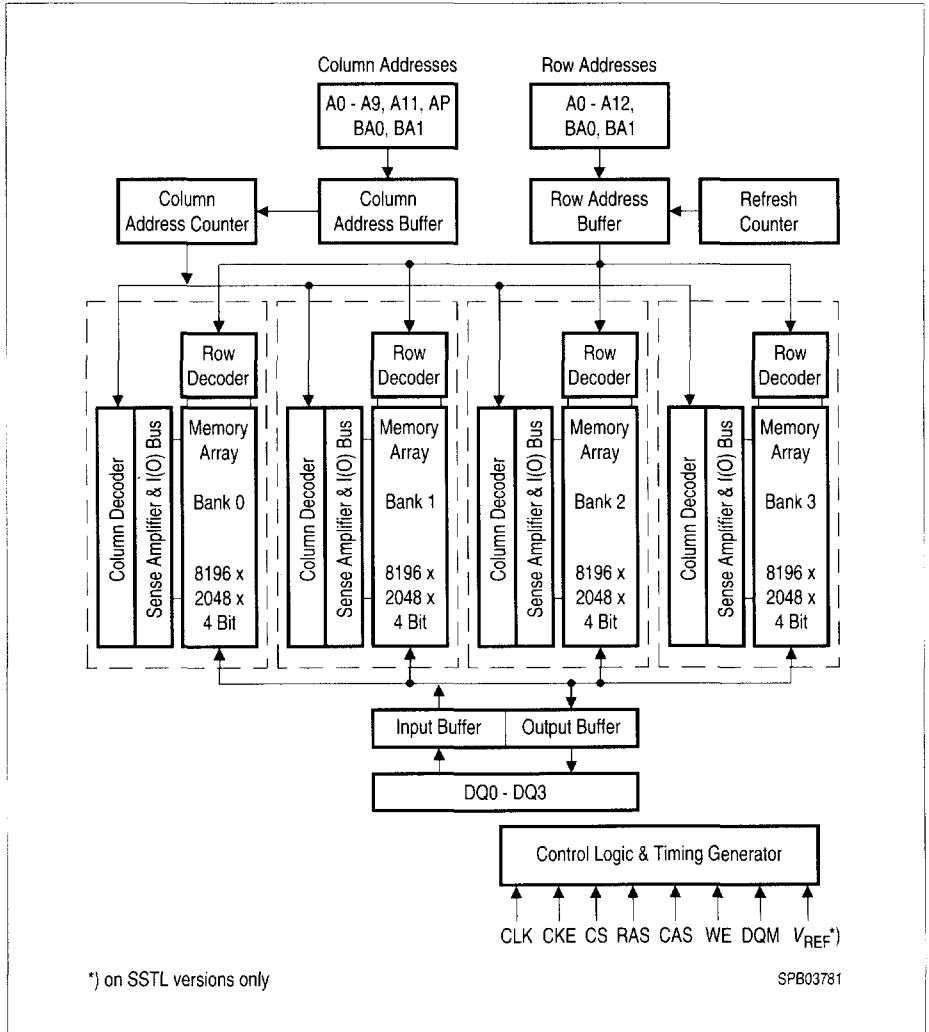 Column Addresses
A0 - A9, A11, AP
BA0, BA1
Row Addresses
A0 - A12,
BA0, BA1
Column
Address Counter
Column
Address Buffer
Row Address
Buffer
Refresh
Counter
Row
Decoder
Column Decoder
Sense Amplifier & I(O) Bus
Memory
Array
Bank 0
8196 x
2048 x
4 Bit
Row
Decoder
Column Decoder
Sense Amplifier & I(O) Bus
Memory
Array
Bank 1
8196 x
2048 x
4 Bit
Row
Decoder
Column Decoder
Sense Amplifier & I(O) Bus
Memory
Array
Bank 2
8196 x
2048 x
4 Bit
Row
Decoder
Column Decoder
Sense Amplifier & I(O) Bus
Memory
Array
Bank 3
8196 x
2048 x
4 Bit
Input Buffer
Output Buffer
DQ0 - DQ3
Control Logic & Timing Generator
CLK CKE CS RAS CAS WE DQM VREF*)
*) on SSTL versions only
SPB03781